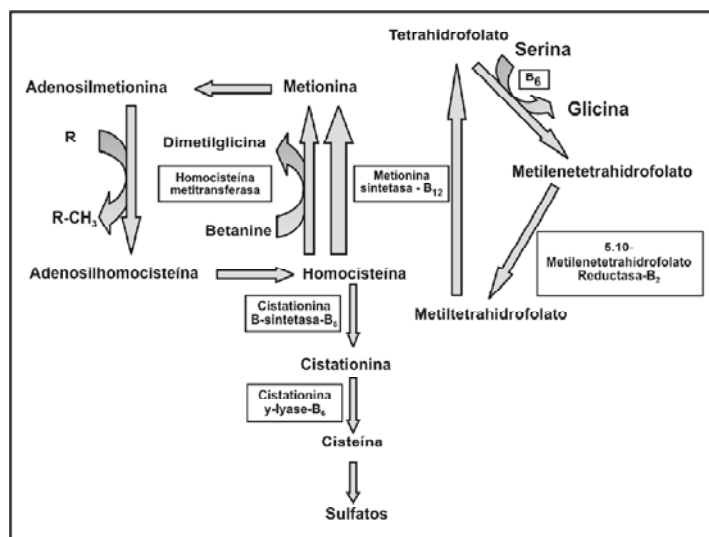 Tetrahidrofolato
Serina
B6
Glicina
Adenosilmetionina
Metionina
R
Dimetilglicina
Homocisteína
metitransferasa
Metionina
sintetasa - B12
Metilenetetrahidrofolato
R-CH3
Betanine
5.10-
Metilenetetrahidrofolato
Reductasa-B2
Adenosilhomocisteína
Homocisteína
Metiltetrahidrofolato
Cistationina
B-sintetasa-B6
Cistationina
Cistationina
y-lyase-B6
Cisteína
Sulfatos